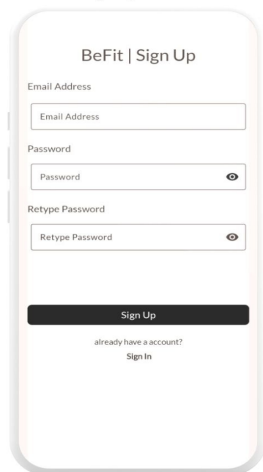 BeFit | Sign Up
Email Address
Email Address
Password
Password
Retype Password
Retype Password
Sign Up
already have a account?
Sign In